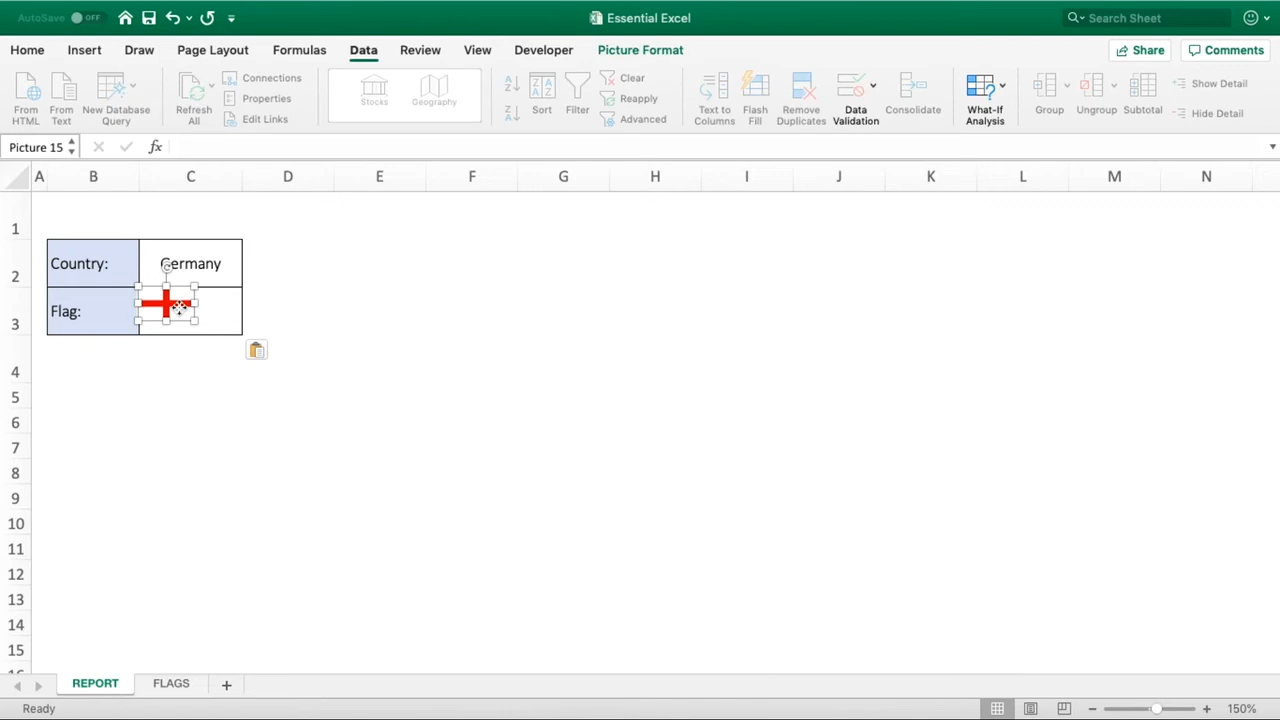 AutoSave OFF
Essential Excel
Search Sheet
Home Insert Draw Page Layout Formulas Data Review View Developer Picture Format
Share Comments
From HTML
From Text
New Database Query
Refresh All
Connections
Properties
Edit Links
Stocks
Geography
Sort
Filter
Clear
Reapply
Advanced
Text to Columns
Flash Fill
Remove Duplicates
Data Validation
Consolidate
What-If Analysis
Group
Ungroup
Subtotal
Show Detail
Hide Detail
Picture 15 fx
A B C D E F G H I J K L M N
1
2 Country: Germany
3 Flag:
4
5
6
7
8
9
10
11
12
13
14
15
REPORT FLAGS
Ready 150%